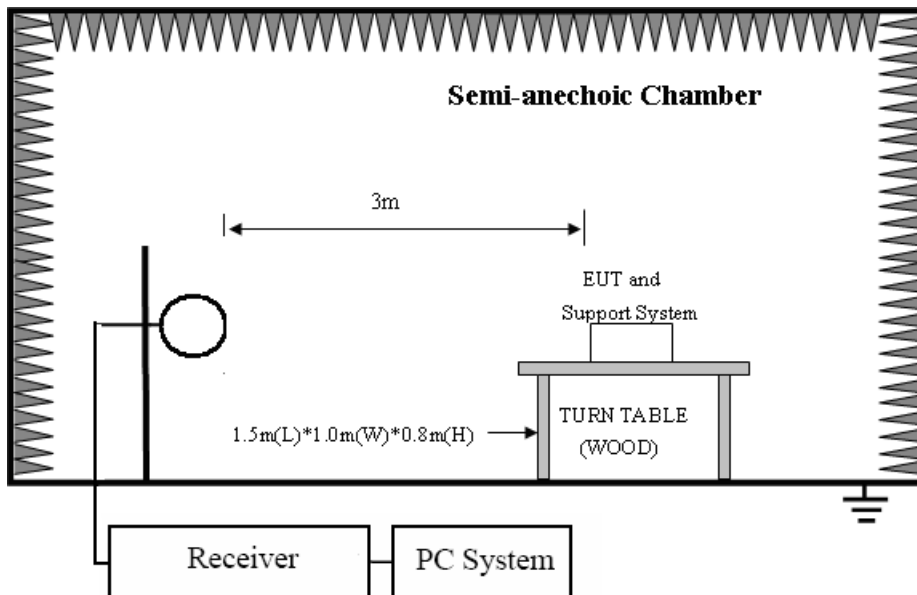 Semi-anechoic Chamber
3m
EUT and
Support System
1.5m(L)*1.0m(W)*0.8m(H)
TURN TABLE
(WOOD)
Receiver
PC System